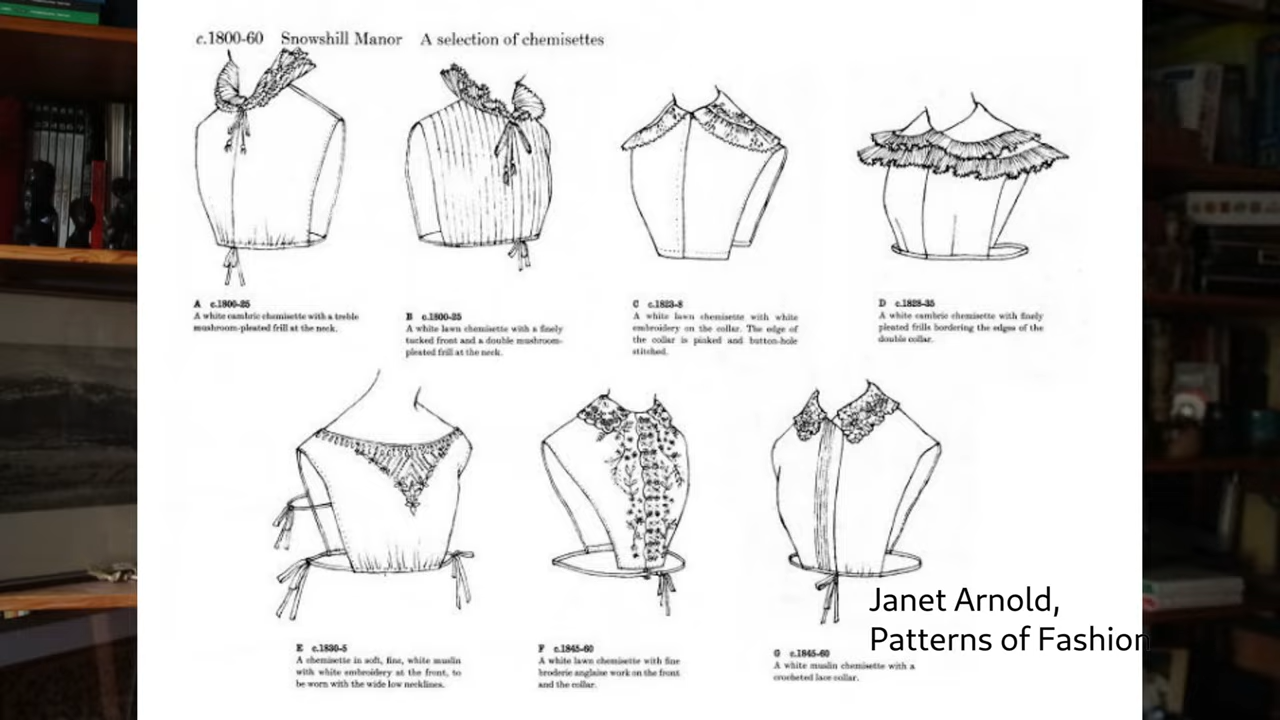 c.1800-60 Snowshill Manor A selection of chemisettes
A c.1800-25
A white cambric chemisette with a treble
mushroom-pleated frill at the neck.
B c.1800-25
A white lawn chemisette with a finely
tucked front and a double mushroom-
pleated frill at the neck.
C c.1823-8
A white lawn chemisette with white
embroidery on the collar. The edge of
the collar is pinked and button-hole
stitched.
D c.1828-35
A white cambric chemisette with finely
pleated frills bordering the edges of the
double collar.
E c.1830-5
A chemisette in soft, fine, white muslin
with white embroidery at the front, to
be worn with the wide low necklines.
F c.1845-60
A white lawn chemisette with fine
broderie anglaise work on the front
and the collar.
G c.1845-60
A white muslin chemisette with a
crocheted lace collar.
Janet Arnold,
Patterns of Fashion